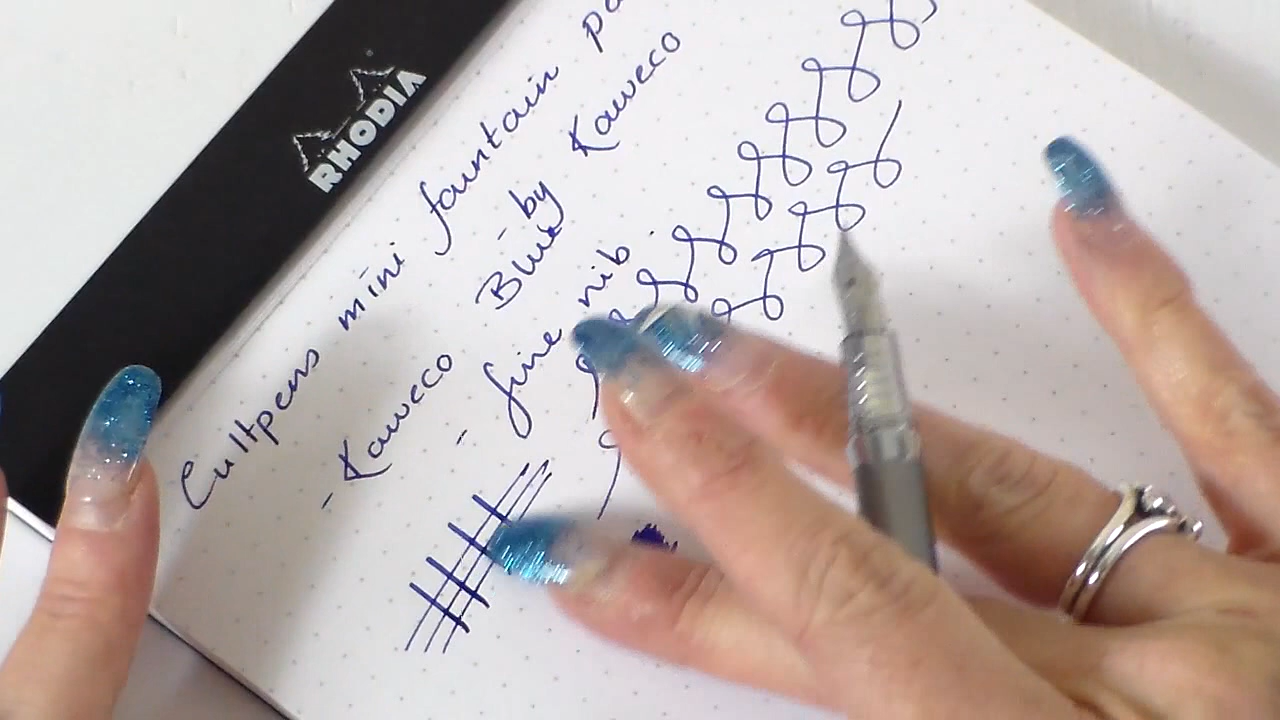 RHODIA
Cultpens mini fountain
- Kaweco Blue - by Kaweco
- fine nib.